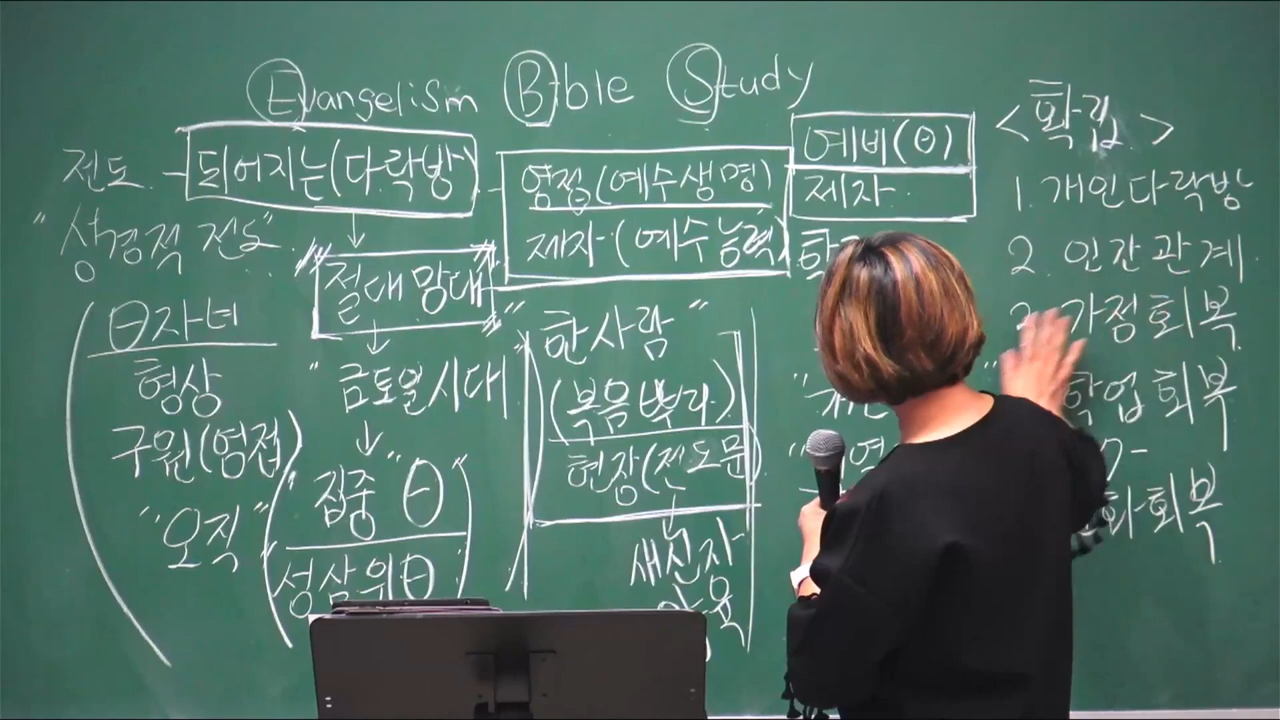 Evangelism Bible Study
전도 - 되어지는(다락방)
"성경적 전도"
절대망대
"금토일시대"
집중 "Θ"
성삼위Θ
Θ자녀
형상
구원(영접)
"오직"
영접(예수생명)
제자(예수능력)
"한사람"
(복음뿌리)
현장(전도문)
새신자
예배(Θ)
제자
<확립>
1. 개인다락방
2. 인간관계
가정회복
학업회복
화회복